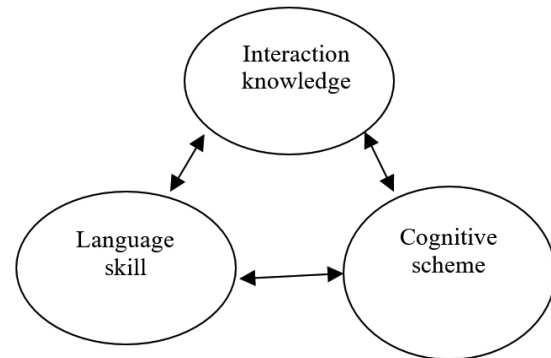 Interaction
knowledge
Language
skill
Cognitive
scheme